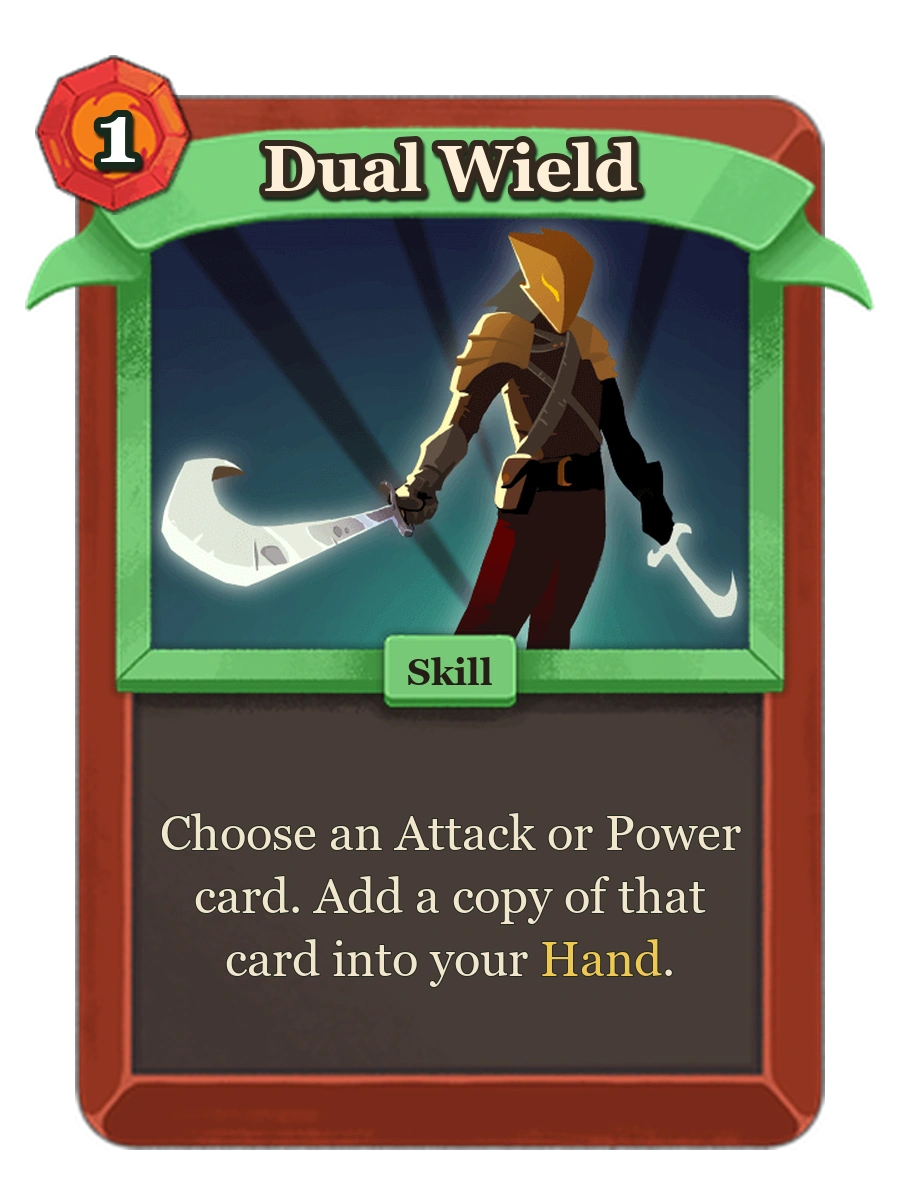 1
Dual Wield
Skill
Choose an Attack or Power
card. Add a copy of that
card into your Hand.